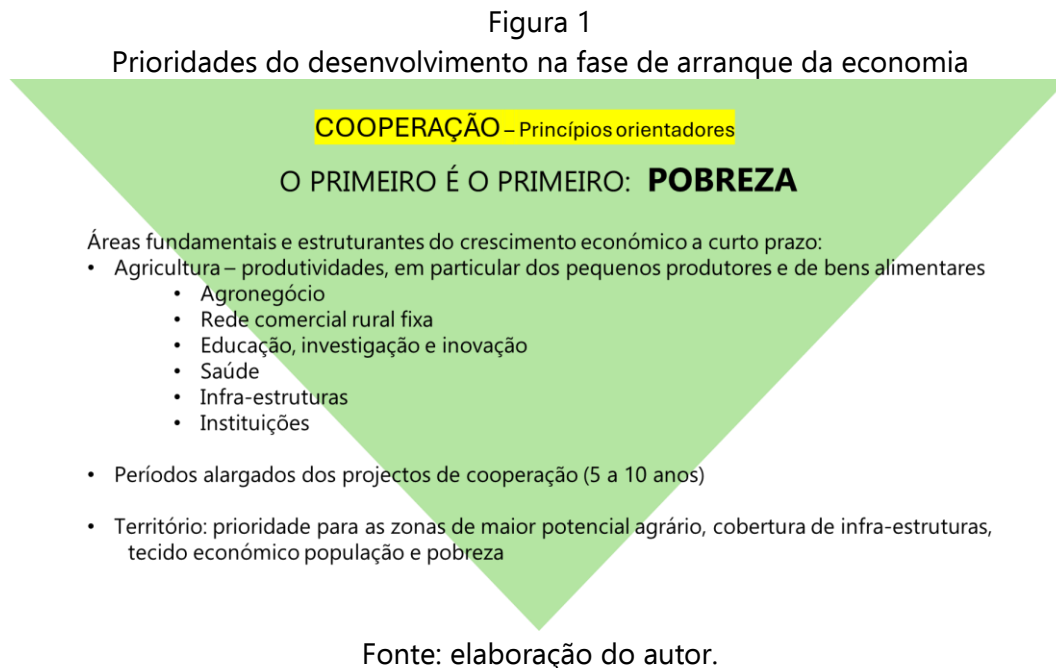 Figura 1
Prioridades do desenvolvimento na fase de arranque da economia
COOPERAÇÃO – Princípios orientadores
O PRIMEIRO É O PRIMEIRO: POBREZA
Áreas fundamentais e estruturantes do crescimento económico a curto prazo:
• Agricultura – produtividades, em particular dos pequenos produtores e de bens alimentares
• Agronegócio
• Rede comercial rural fixa
• Educação, investigação e inovação
• Saúde
• Infra-estruturas
• Instituições
• Períodos alargados dos projectos de cooperação (5 a 10 anos)
• Território: prioridade para as zonas de maior potencial agrário, cobertura de infra-estruturas,
tecido económico população e pobreza
Fonte: elaboração do autor.